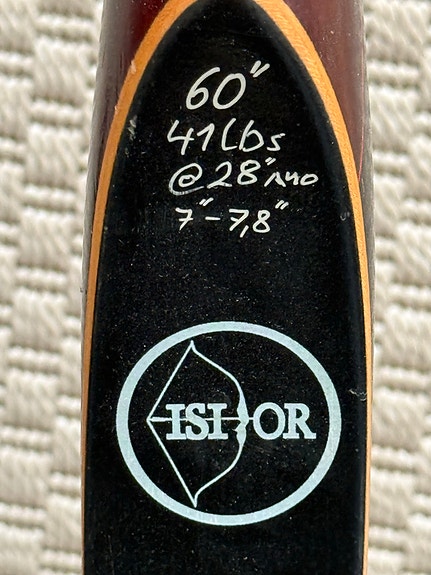 60"
41lbs
@28"AMO
7"-7,8"
ISIDOR